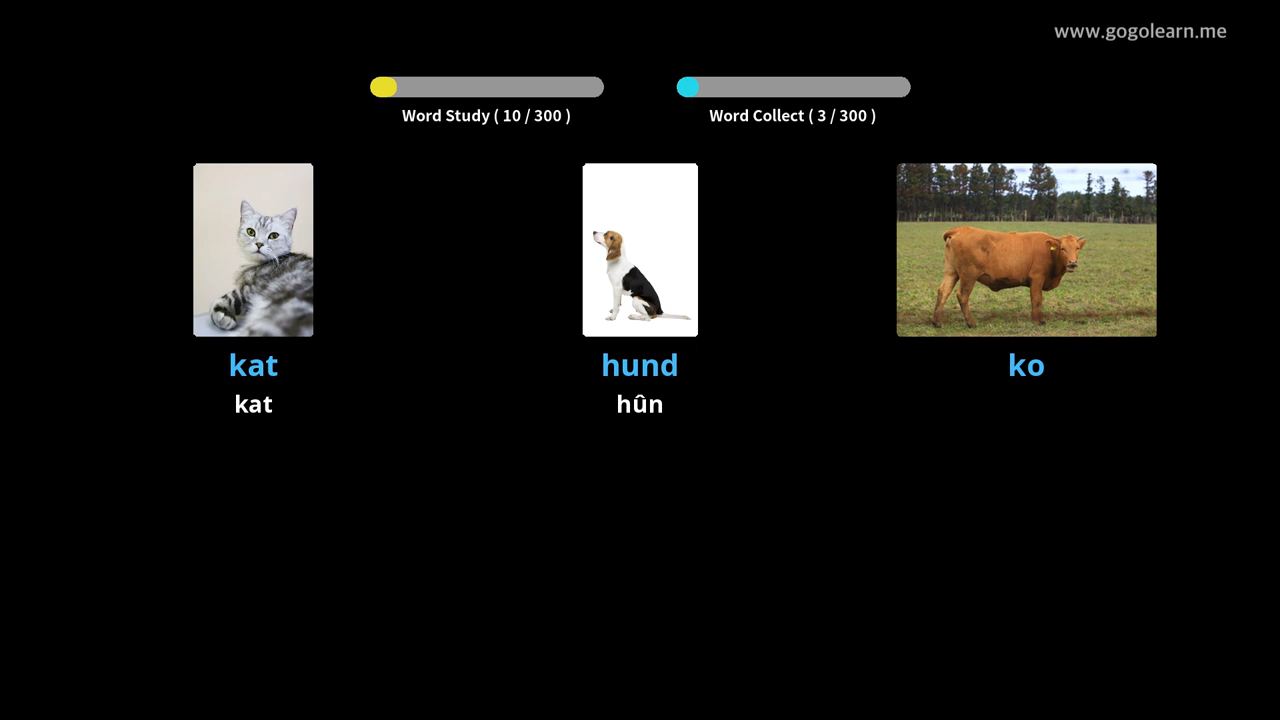 www.gogolearn.me
Word Study ( 10 / 300 )
Word Collect ( 3 / 300 )
kat
hund
ko
kat
hûn